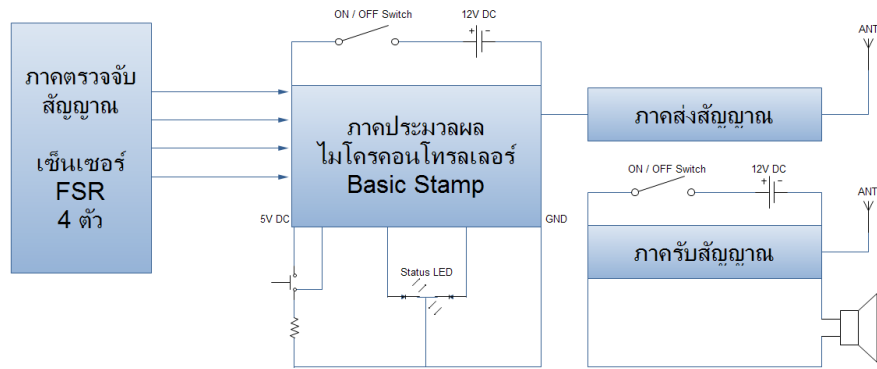 ภาคตรวจจับ
สัญญาณ
เซ็นเซอร์
FSR
4 ตัว
ON / OFF Switch
12V DC
+ −
ภาคประมวลผล
ไมโครคอนโทรลเลอร์
Basic Stamp
5V DC
GND
Status LED
ANT
ภาคส่งสัญญาณ
ON / OFF Switch
12V DC
+ −
ANT
ภาครับสัญญาณ